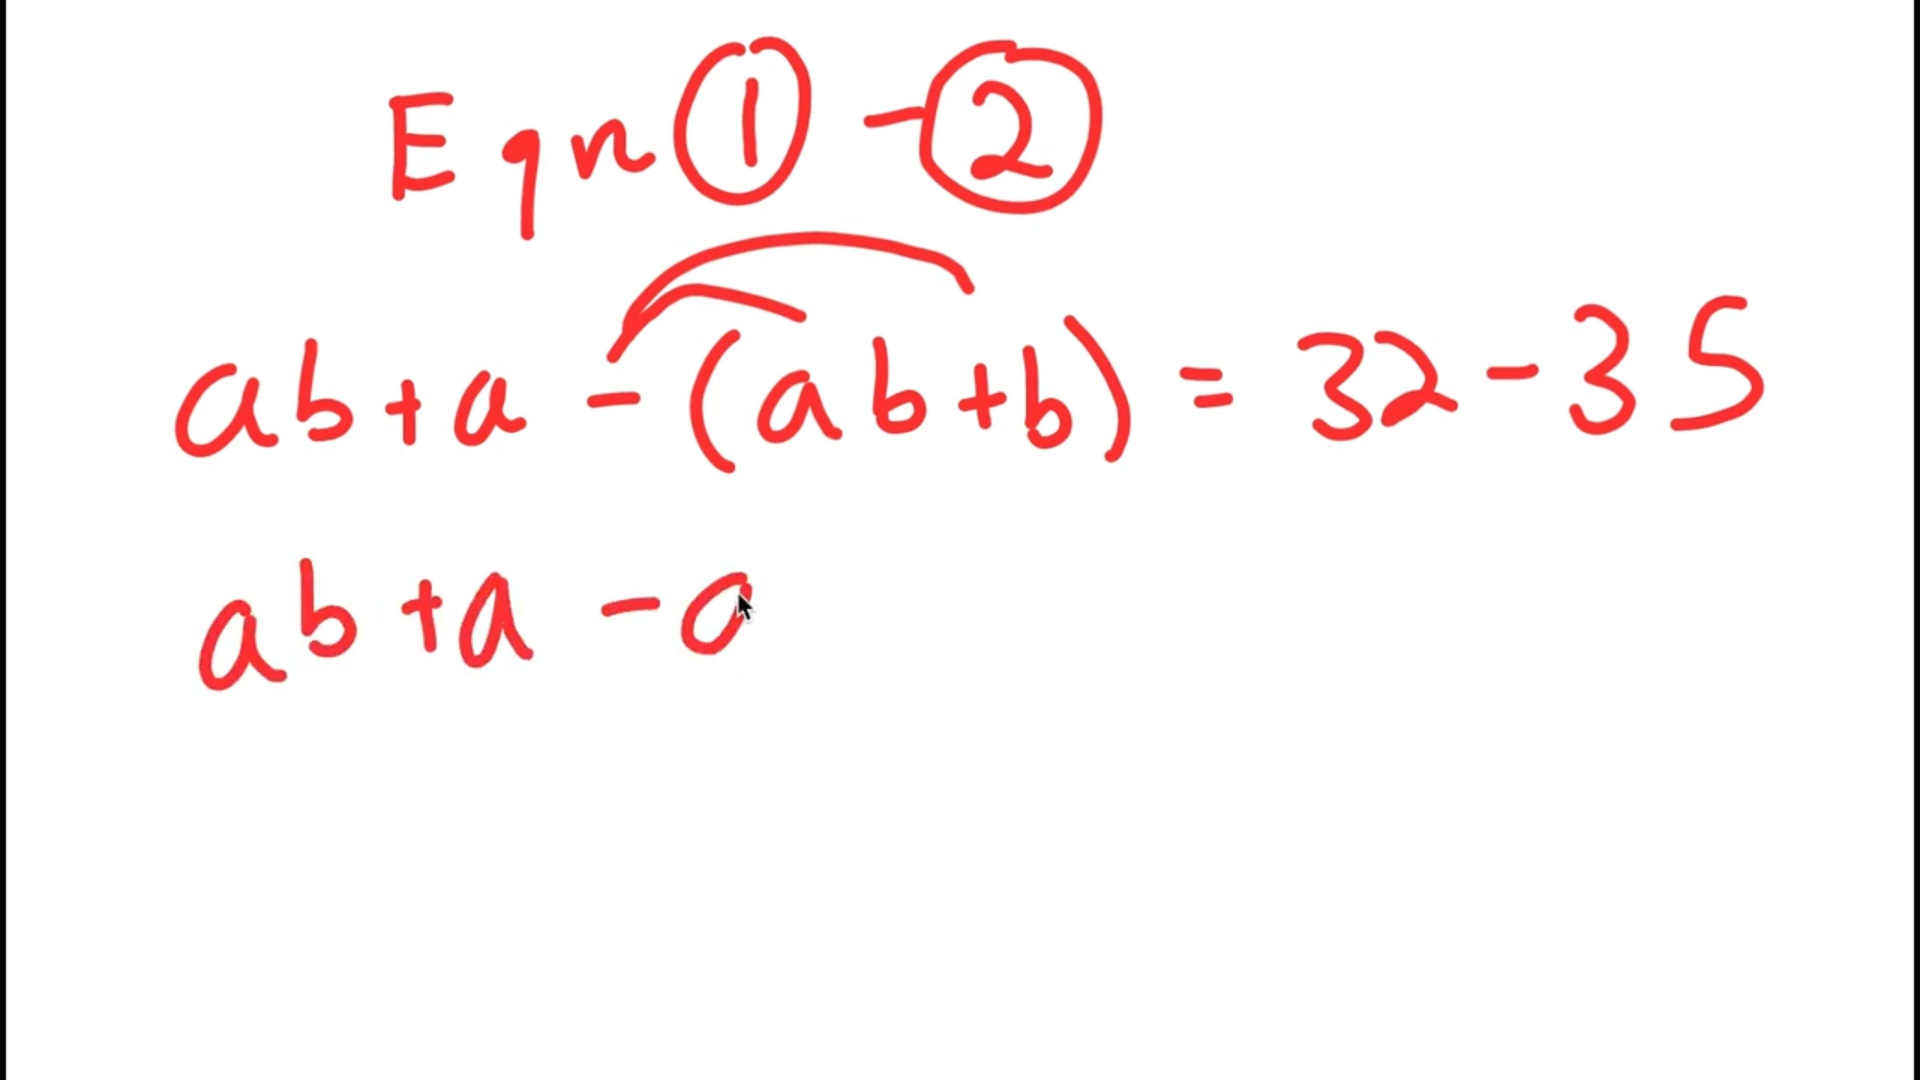 Eqn ① - ②
ab+a - (ab+b) = 32 - 35
ab +a - a